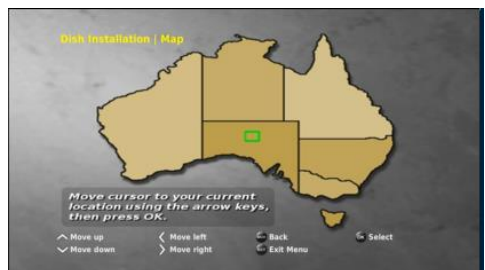 Dish Installation | Map
Move cursor to your current
location using the arrow keys,
then press OK.
Move up Move left Back Select
Move down Move right Exit Menu